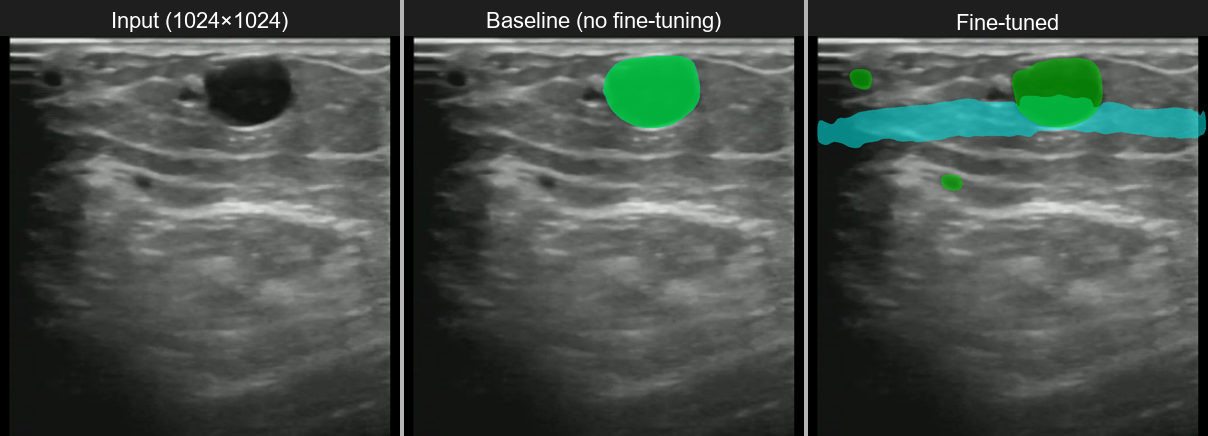 Input (1024×1024)
Baseline (no fine-tuning)
Fine-tuned